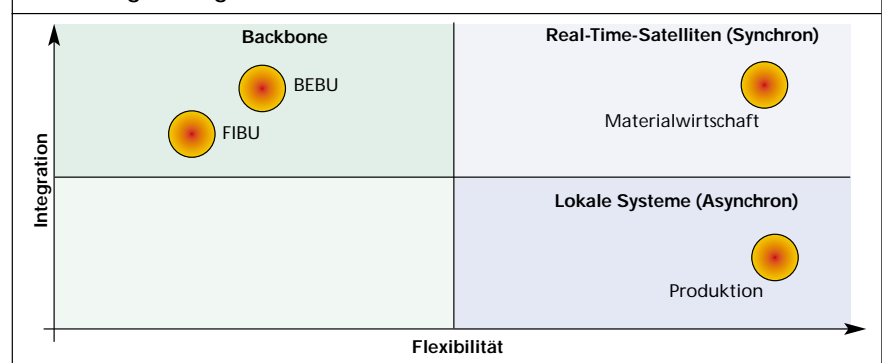 Backbone
Real-Time-Satelliten (Synchron)
BEBU
FIBU
Materialwirtschaft
Integration
Lokale Systeme (Asynchron)
Produktion
Flexibilität